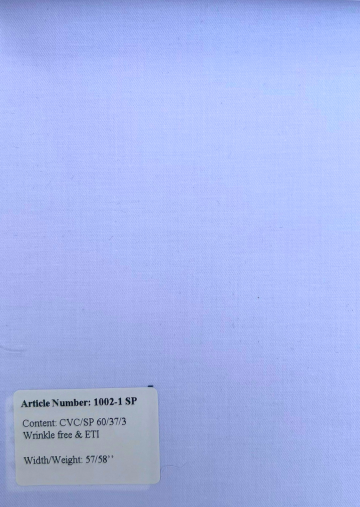 Article Number: 1002-1 SP
Content: CVC/SP 60/37/3
Wrinkle free & ETI
Width/Weight: 57/58''